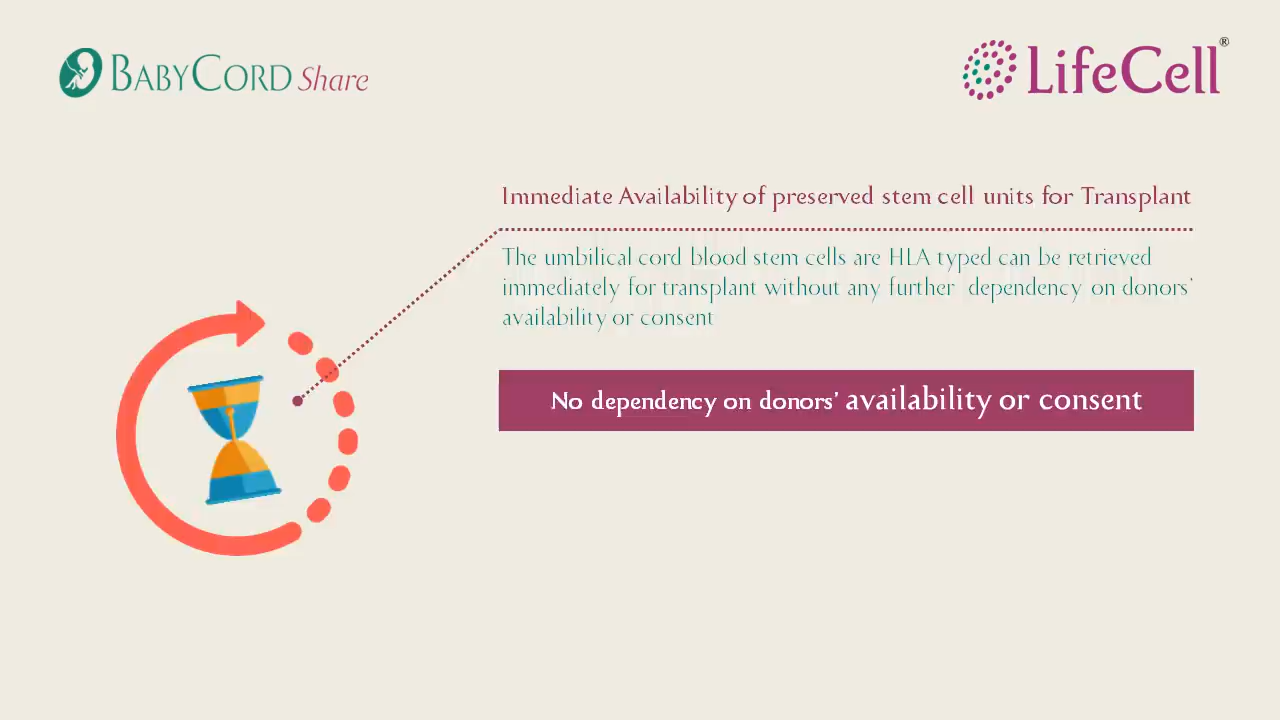 BABYCORD Share
LifeCell®
Immediate Availability of preserved stem cell units for Transplant
The umbilical cord blood stem cells are HLA typed can be retrieved
immediately for transplant without any further dependency on donors'
availability or consent
No dependency on donors' availability or consent